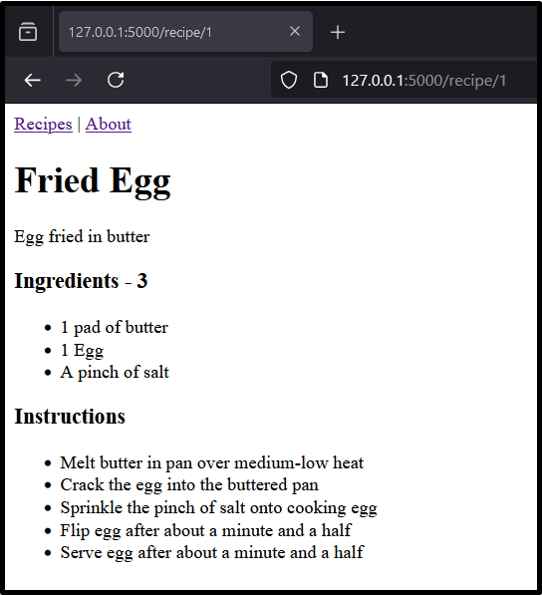 127.0.0.1:5000/recipe/1
127.0.0.1:5000/recipe/1
Recipes | About
Fried Egg
Egg fried in butter
Ingredients - 3
• 1 pad of butter
• 1 Egg
• A pinch of salt
Instructions
• Melt butter in pan over medium-low heat
• Crack the egg into the buttered pan
• Sprinkle the pinch of salt onto cooking egg
• Flip egg after about a minute and a half
• Serve egg after about a minute and a half